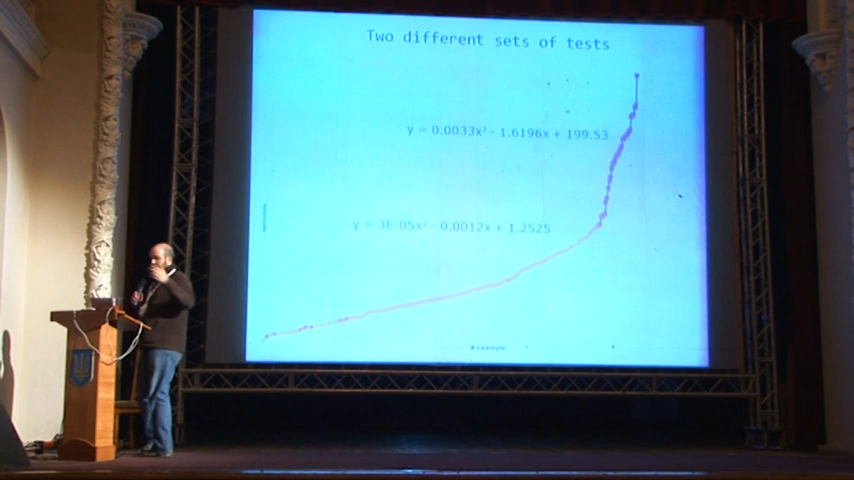 Two different sets of tests
y = 0.0033x² - 1.6196x + 199.53
y = 3E-05x² - 0.0012x + 1.2525